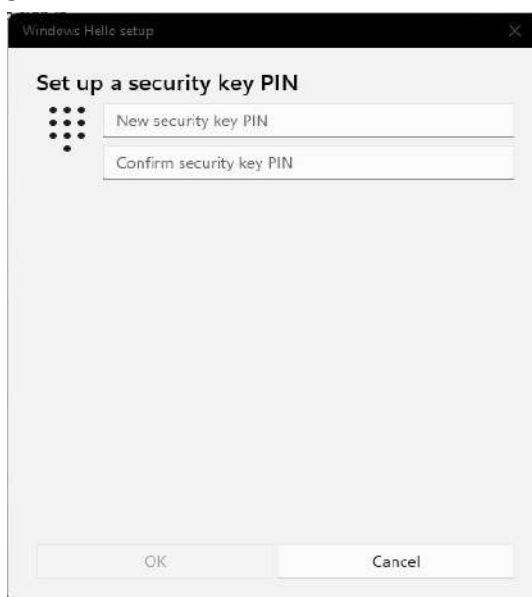 Windows Hello setup
Set up a security key PIN
New security key PIN
Confirm security key PIN
OK
Cancel